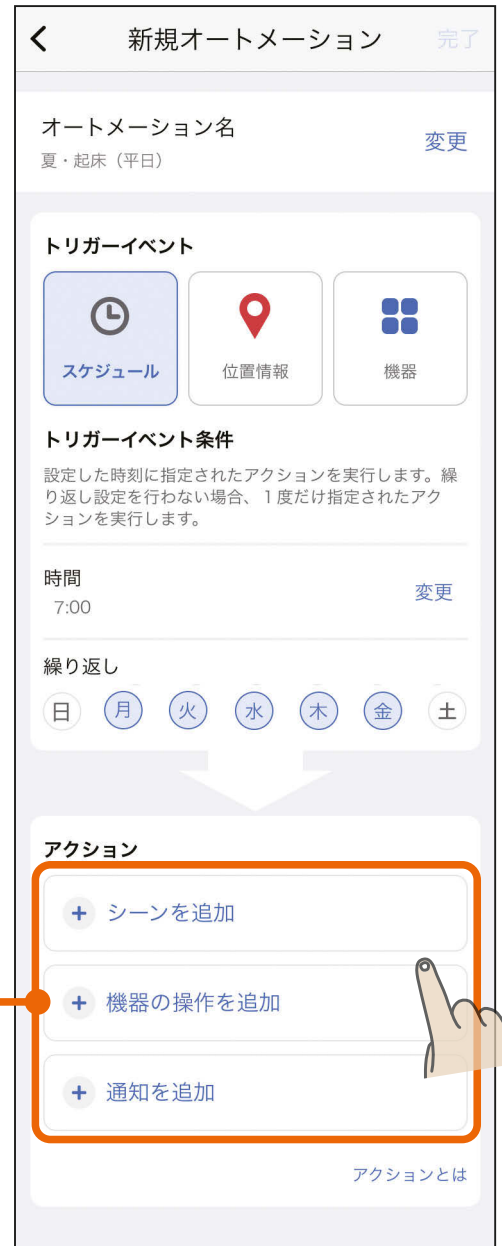 新規オートメーション 完了
オートメーション名
変更
夏・起床（平日）
トリガーイベント
スケジュール 位置情報 機器
トリガーイベント条件
設定した時刻に指定されたアクションを実行します。繰
り返し設定を行わない場合、1度だけ指定されたアク
ションを実行します。
時間
変更
7:00
繰り返し
日 月 火 水 木 金 土
アクション
+ シーンを追加
+ 機器の操作を追加
+ 通知を追加
アクションとは